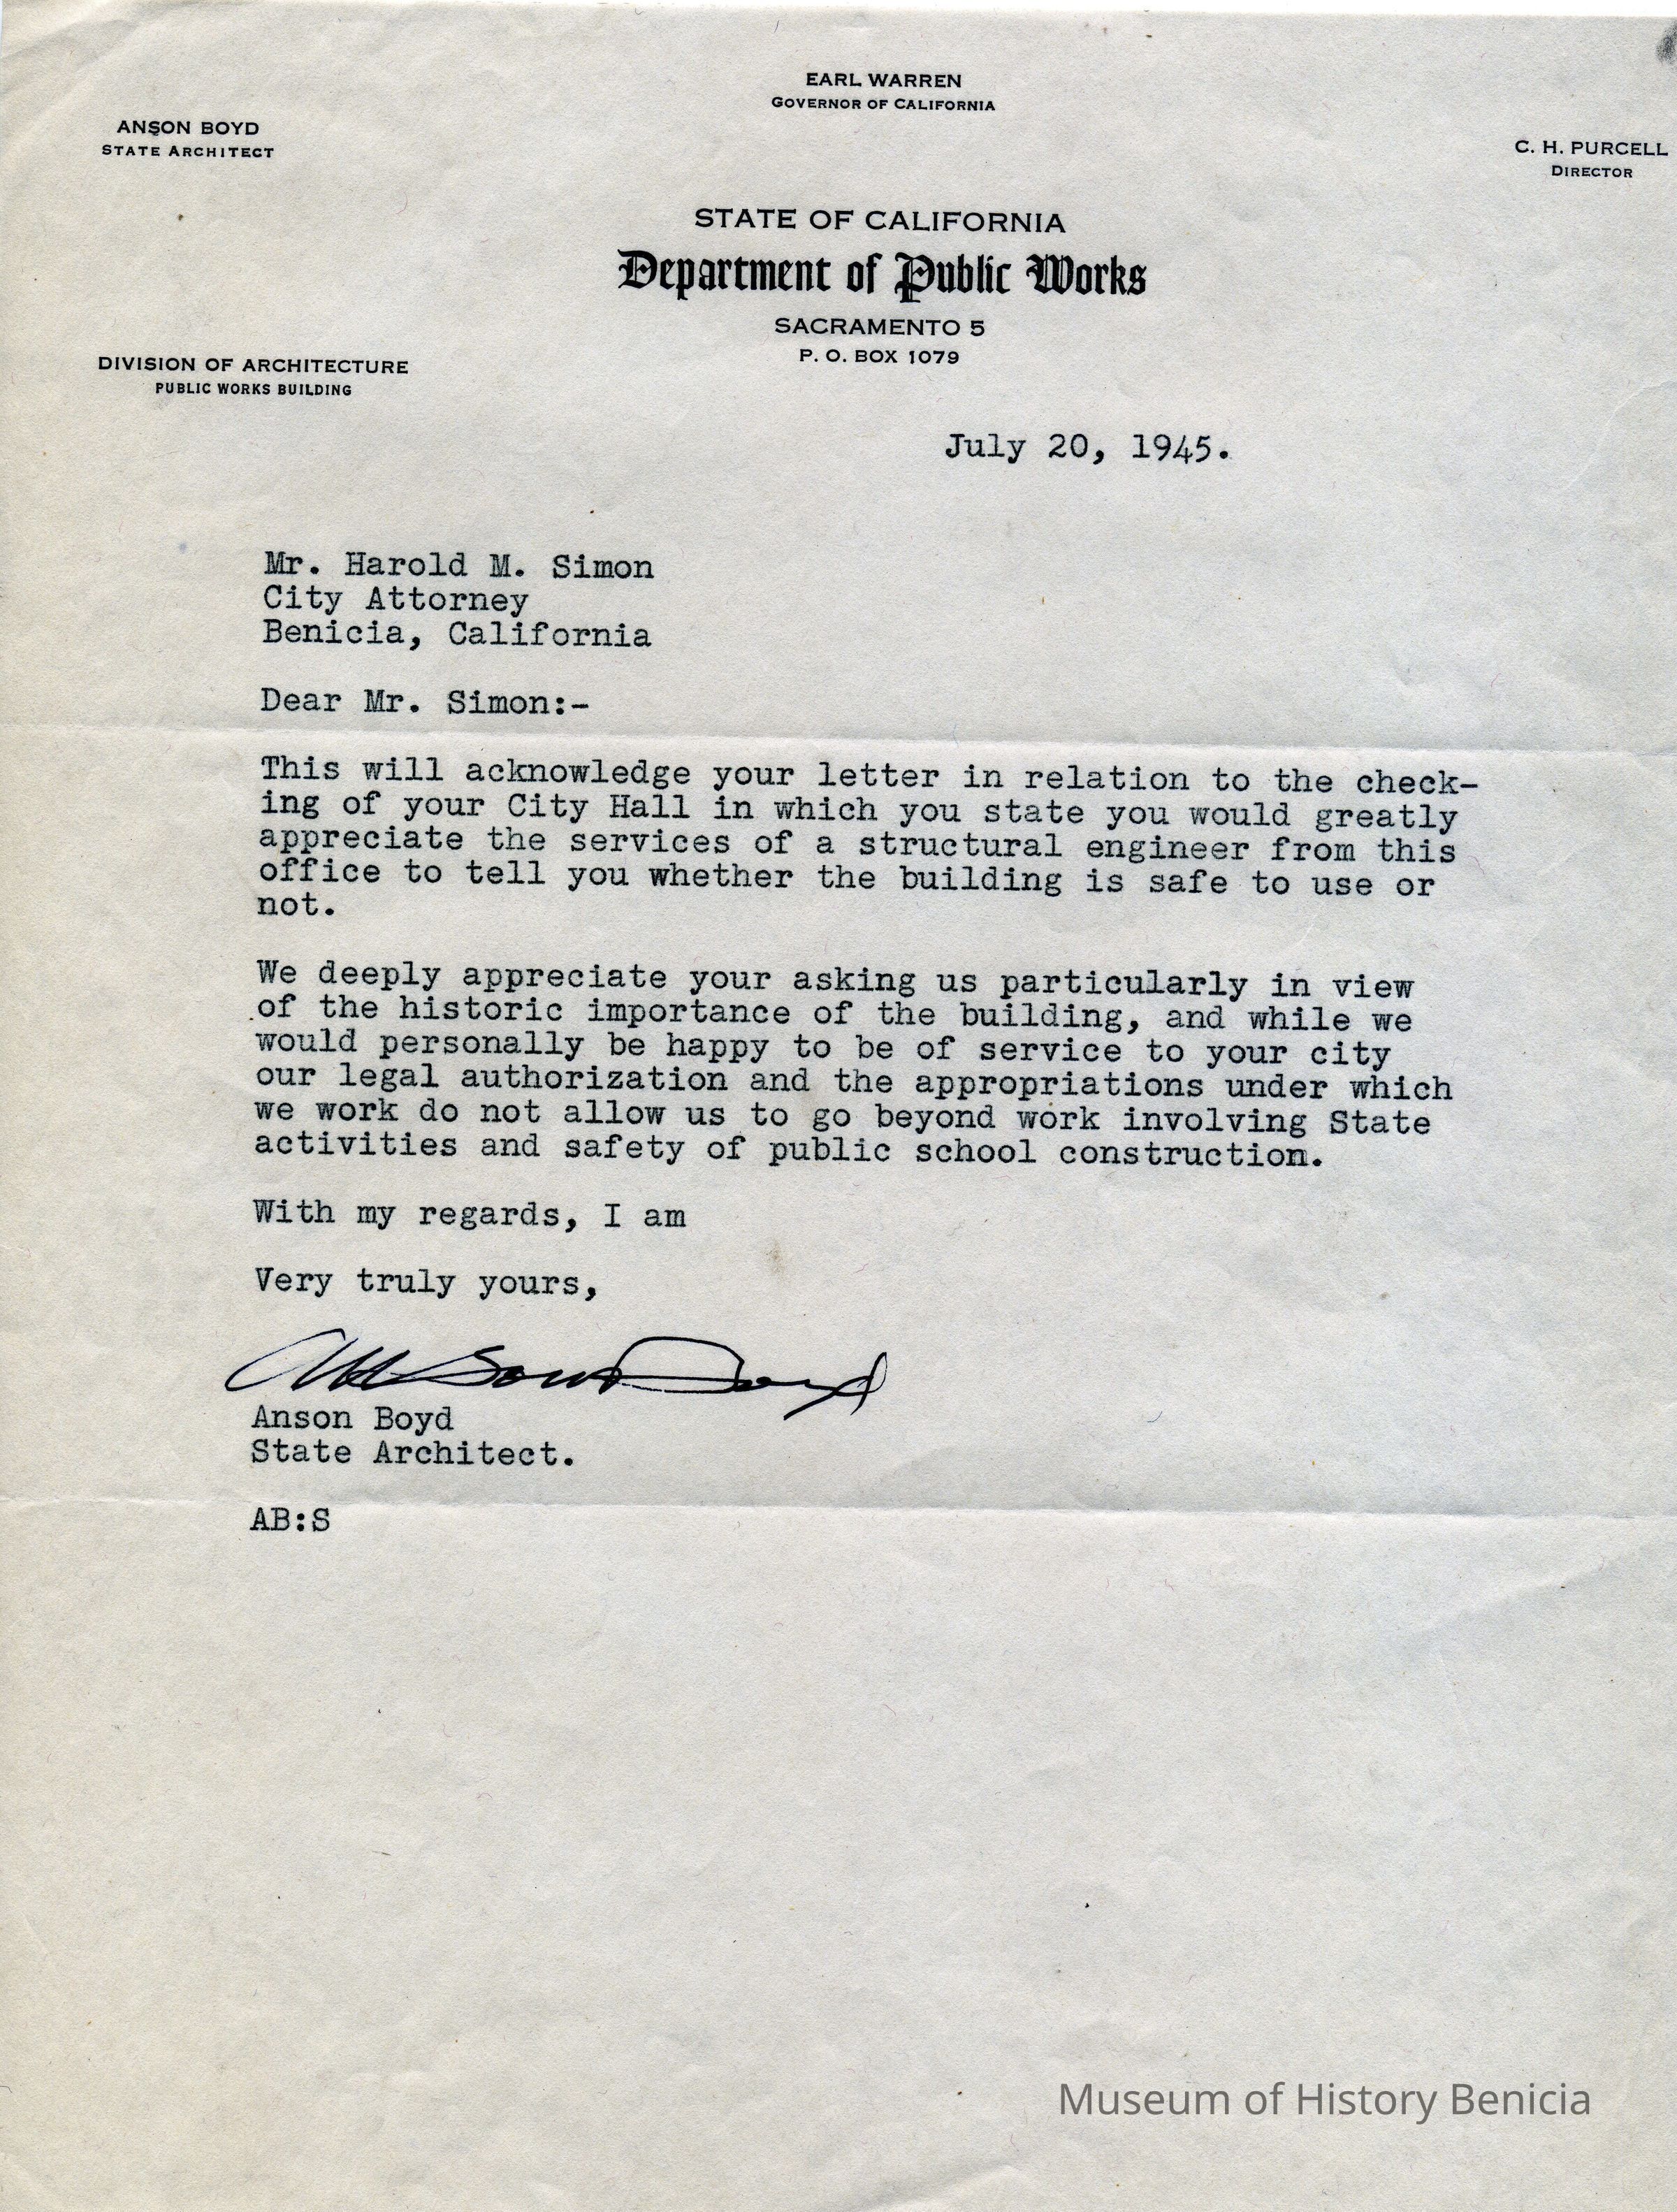 EARL WARREN
GOVERNOR OF CALIFORNIA
ANSON BOYD
STATE ARCHITECT
C. H. PURCELL
DIRECTOR
STATE OF CALIFORNIA
Department of Public Works
SACRAMENTO 5
P. O. BOX 1079
DIVISION OF ARCHITECTURE
PUBLIC WORKS BUILDING
July 20, 1945.
Mr. Harold M. Simon
City Attorney
Benicia, California
Dear Mr. Simon:-
This will acknowledge your letter in relation to the check-
ing of your City Hall in which you state you would greatly
appreciate the services of a structural engineer from this
office to tell you whether the building is safe to use or
not.
We deeply appreciate your asking us particularly in view
of the historic importance of the building, and while we
would personally be happy to be of service to your city
our legal authorization and the appropriations under which
we work do not allow us to go beyond work involving State
activities and safety of public school construction.
With my regards, I am
Very truly yours,
Anson Boyd
Anson Boyd
State Architect.
AB:S
Museum of History Benicia